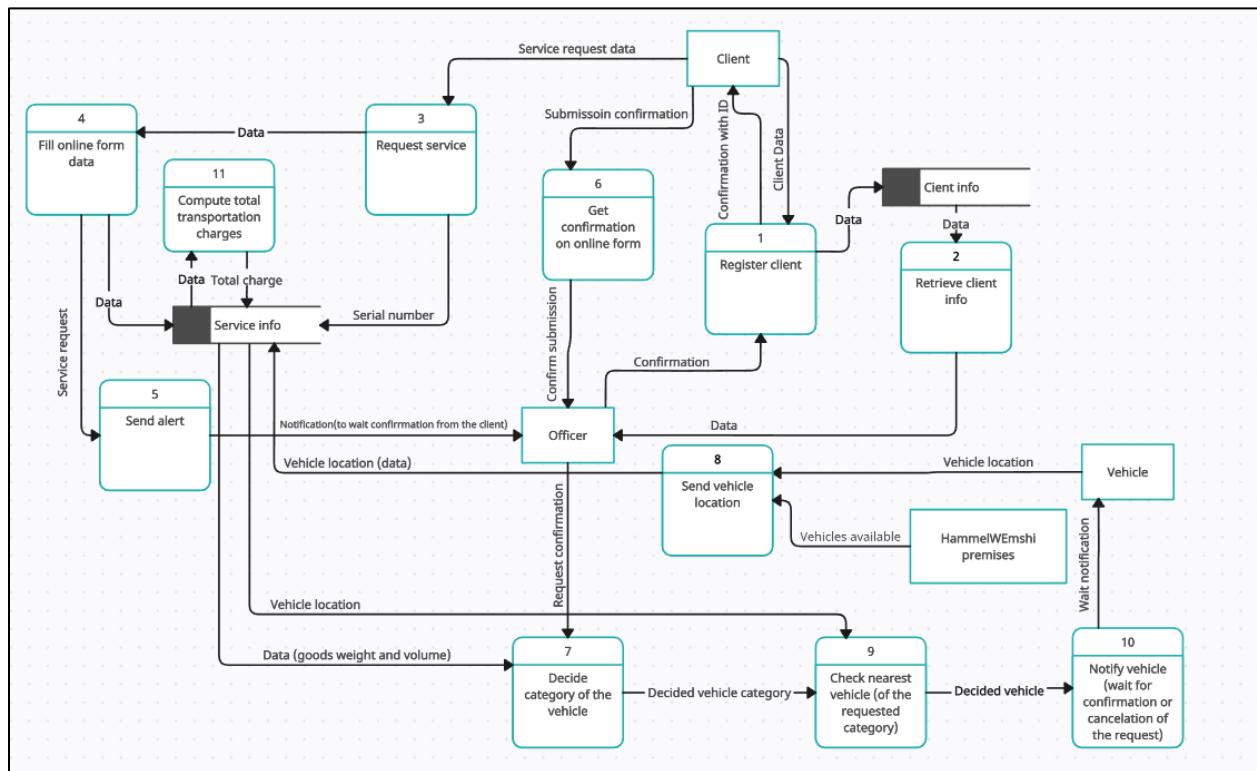 Service request data
Client
Submissoin confirmation
Confirmation with ID
Client Data
4
Fill online form
data
Data
3
Request service
11
Compute total
transportation
charges
6
Get
confirmation
on online form
1
Register client
Data
Client info
Data
2
Retrieve client
info
Data
Total charge
Data
Service info
Serial number
Service request
Confirm submission
Confirmation
5
Send alert
Notification(to wait confirrmation from the client)
Officer
Data
Vehicle location (data)
8
Send vehicle
location
Vehicle location
Vehicle
Vehicles available
HammelWEmshi
premises
Request confirmation
Wait notification
Vehicle location
Data (goods weight and volume)
7
Decide
category of the
vehicle
Decided vehicle category
9
Check nearest
vehicle (of the
requested
category)
Decided vehicle
10
Notify vehicle
(wait for
confirmation or
cancelation of
the request)